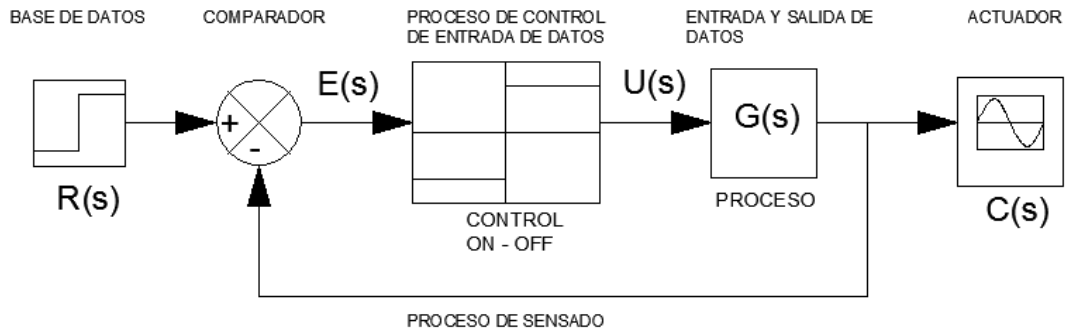 BASE DE DATOS
COMPARADOR
PROCESO DE CONTROL
DE ENTRADA DE DATOS
ENTRADA Y SALIDA DE
DATOS
ACTUADOR
R(s)
+
-
E(s)
CONTROL
ON - OFF
U(s)
G(s)
PROCESO
C(s)
PROCESO DE SENSADO